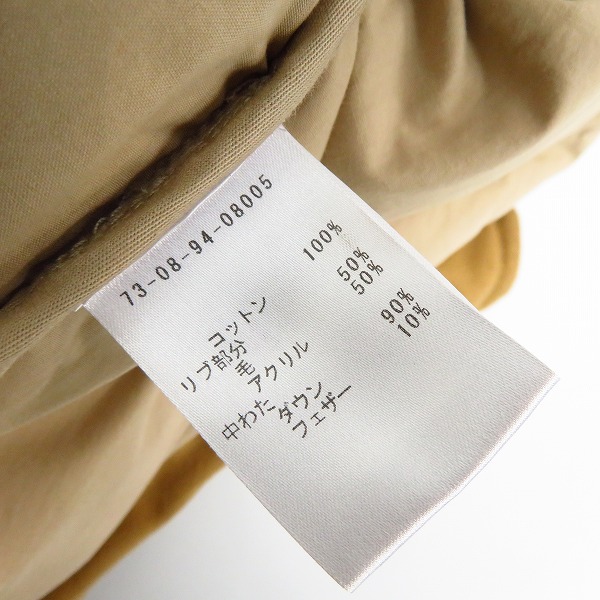 73-08-94-08005
コットン 100%
リブ部分
毛 50%
アクリル 50%
中わた
ダウン 90%
フェザー 10%